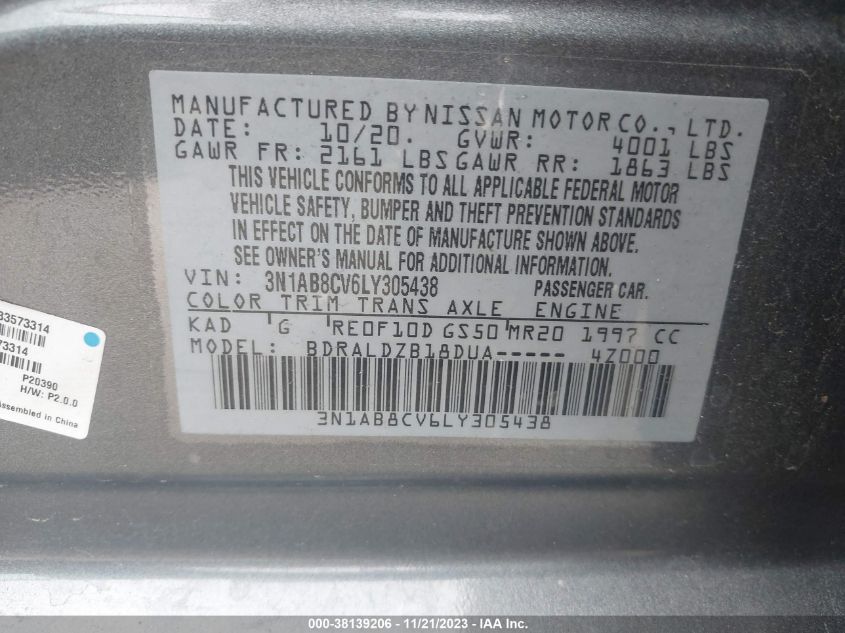 MANUFACTURED BY NISSAN MOTOR CO., LTD.
DATE: 10/20. GVWR: 4001 LBS
GAWR FR: 2161 LBS GAWR RR: 1863 LBS
THIS VEHICLE CONFORMS TO ALL APPLICABLE FEDERAL MOTOR
VEHICLE SAFETY, BUMPER AND THEFT PREVENTION STANDARDS
IN EFFECT ON THE DATE OF MANUFACTURE SHOWN ABOVE.
SEE OWNER'S MANUAL FOR ADDITIONAL INFORMATION.
VIN: 3N1AB8CV6LY305438 PASSENGER CAR.
COLOR TRIM TRANS AXLE ENGINE
KAD G RE0F10D GS50 MR20 1997 CC
MODEL: BDRALDZB18DUA----- 4Z000
3N1AB8CV6LY305438
33573314
73314
P20390
H/W: P2.0.0
Assembled in China
000-38139206 - 11/21/2023 - IAA Inc.